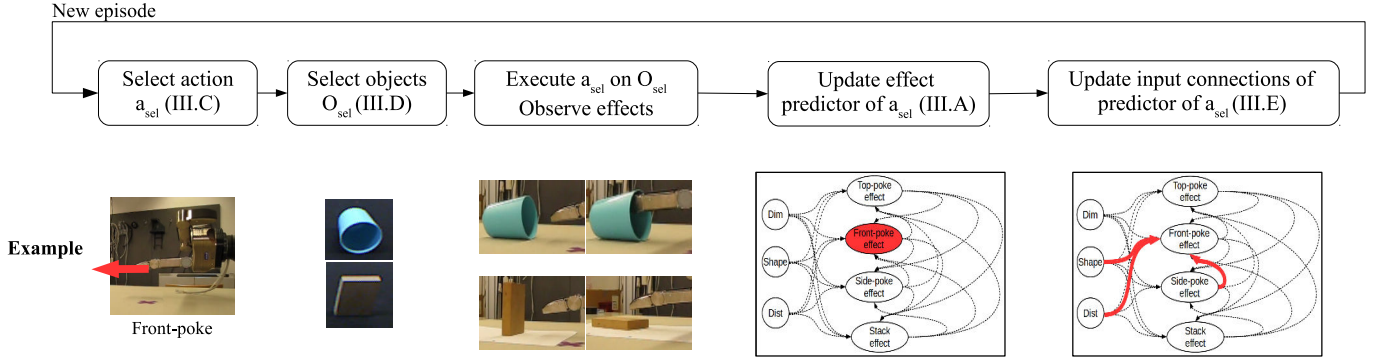 New episode
Select action
a_sel (III.C)
Select objects
O_sel (III.D)
Execute a_sel on O_sel
Observe effects
Update effect
predictor of a_sel (III.A)
Update input connections of
predictor of a_sel (III.E)
Example
Front-poke
Top-poke
effect
Dim
Front-poke
effect
Shape
Side-poke
effect
Dist
Stack
effect
Top-poke
effect
Dim
Front-poke
effect
Shape
Side-poke
effect
Dist
Stack
effect